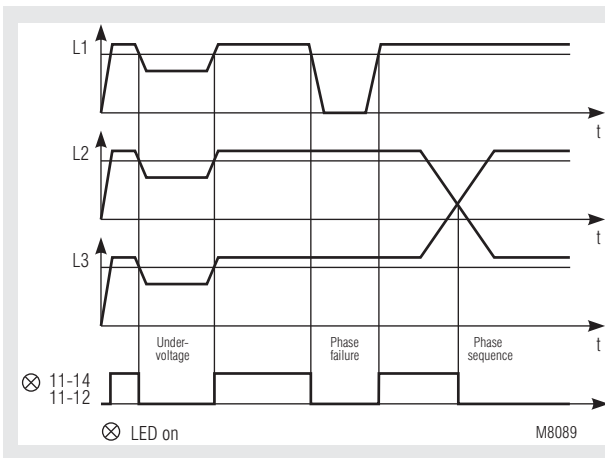 L1
t
L2
t
L3
t
Under-
voltage
Phase
failure
Phase
sequence
11-14
11-12
LED on
M8089